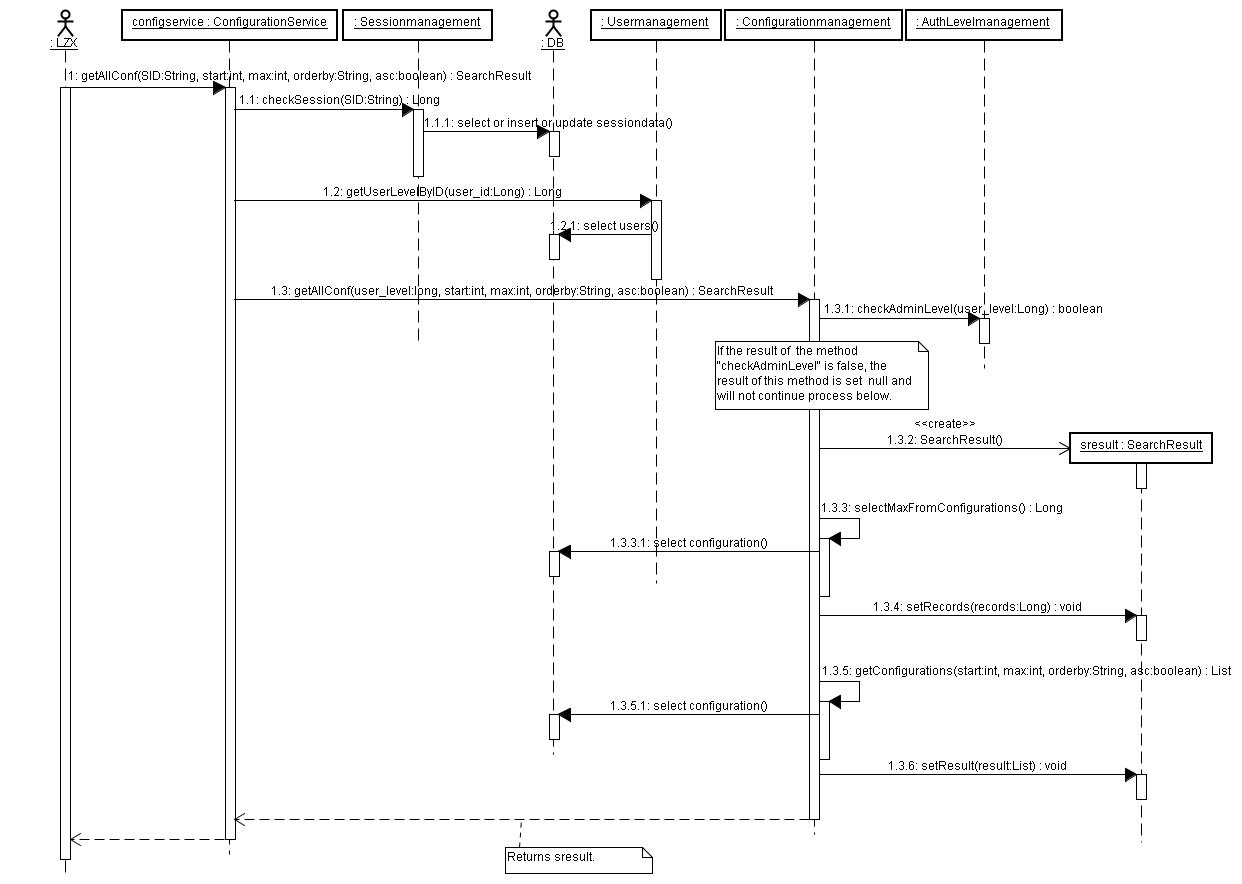 configservice : ConfigurationService
: Sessionmanagement
: Usermanagement
: Configurationmanagement
: AuthLevelmanagement
: LZX
: DB
1: getAllConf(SID:String, start:int, max:int, orderby:String, asc:boolean) : SearchResult
1.1: checkSession(SID:String) : Long
1.1.1: select or insert or update sessiondata()
1.2: getUserLevelByID(user_id:Long) : Long
1.2.1: select users()
1.3: getAllConf(user_level:long, start:int, max:int, orderby:String, asc:boolean) : SearchResult
1.3.1: checkAdminLevel(user_level:Long) : boolean
If the result of the method
"checkAdminLevel" is false, the
result of this method is set null and
will not continue process below.
<<create>>
1.3.2: SearchResult()
sresult : SearchResult
1.3.3: selectMaxFromConfigurations() : Long
1.3.3.1: select configuration()
1.3.4: setRecords(records:Long) : void
1.3.5: getConfigurations(start:int, max:int, orderby:String, asc:boolean) : List
1.3.5.1: select configuration()
1.3.6: setResult(result:List) : void
Returns sresult.